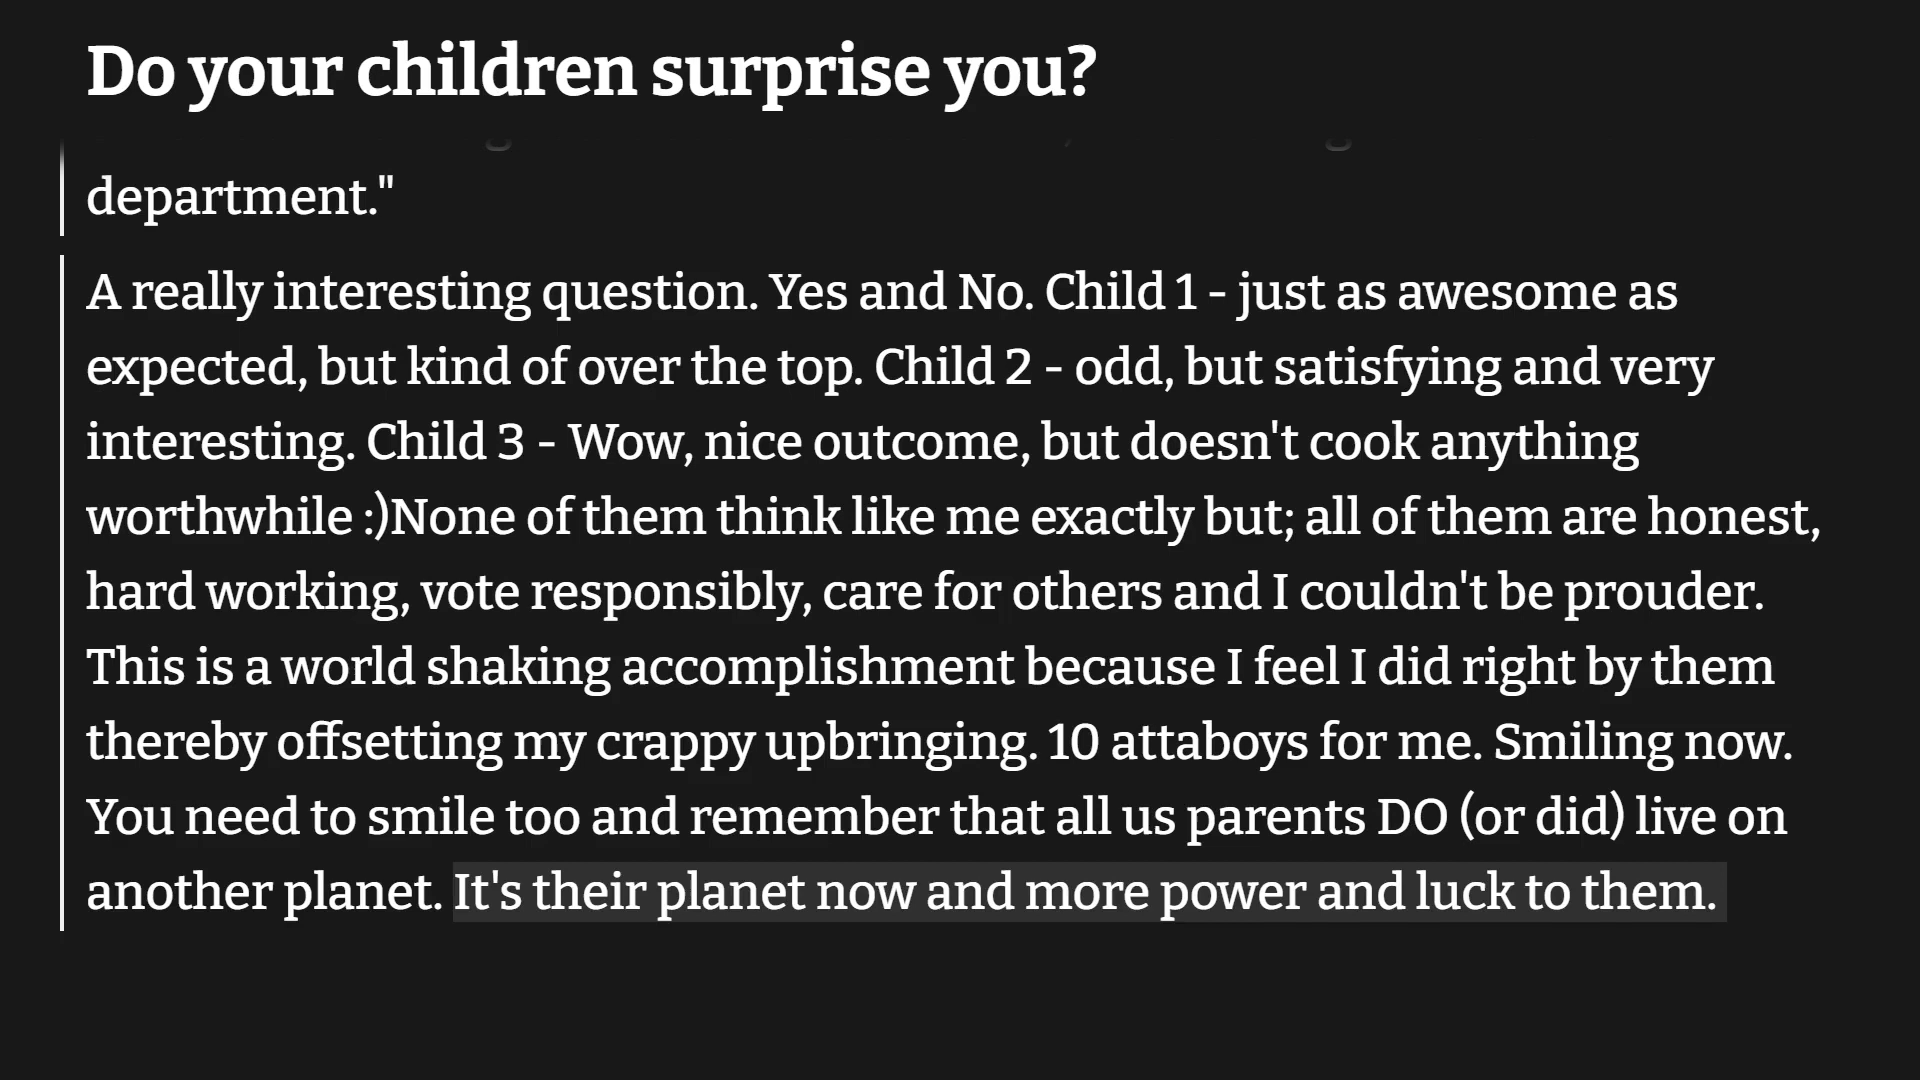 Do your children surprise you?
department."
A really interesting question. Yes and No. Child 1 - just as awesome as
expected, but kind of over the top. Child 2 - odd, but satisfying and very
interesting. Child 3 - Wow, nice outcome, but doesn't cook anything
worthwhile :)None of them think like me exactly but; all of them are honest,
hard working, vote responsibly, care for others and I couldn't be prouder.
This is a world shaking accomplishment because I feel I did right by them
thereby offsetting my crappy upbringing. 10 attaboys for me. Smiling now.
You need to smile too and remember that all us parents DO (or did) live on
another planet. It's their planet now and more power and luck to them.